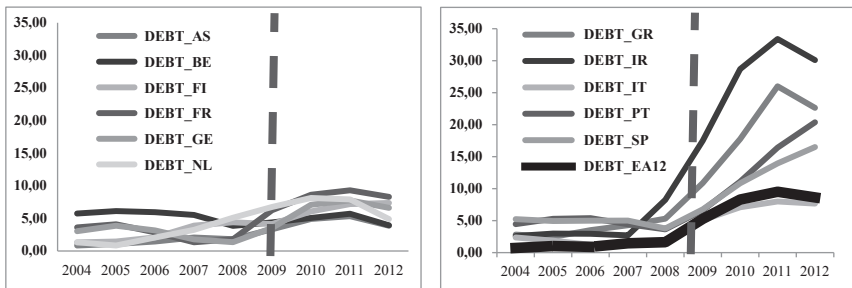 35,00
30,00
25,00
20,00
15,00
10,00
5,00
0,00
DEBT_AS
DEBT_BE
DEBT_FI
DEBT_FR
DEBT_GE
DEBT_NL
2004 2005 2006 2007 2008 2009 2010 2011 2012
35,00
30,00
25,00
20,00
15,00
10,00
5,00
0,00
DEBT_GR
DEBT_IR
DEBT_IT
DEBT_PT
DEBT_SP
DEBT_EA12
2004 2005 2006 2007 2008 2009 2010 2011 2012